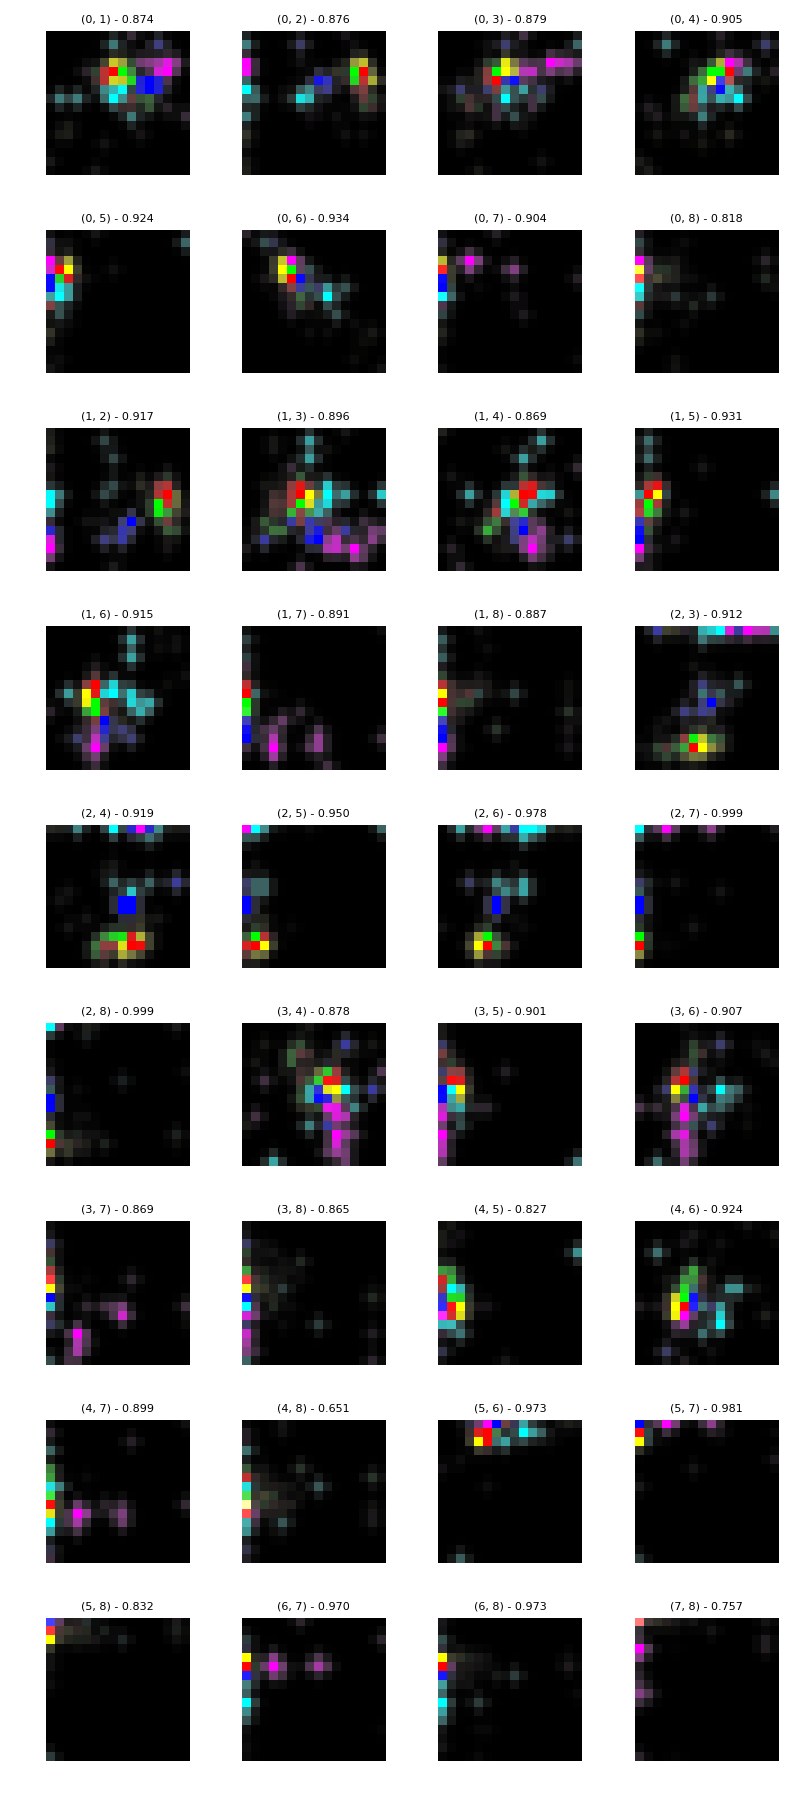 (0, 1) - 0.874 (0, 2) - 0.876 (0, 3) - 0.879 (0, 4) - 0.905
(0, 5) - 0.924 (0, 6) - 0.934 (0, 7) - 0.904 (0, 8) - 0.818
(1, 2) - 0.917 (1, 3) - 0.896 (1, 4) - 0.869 (1, 5) - 0.931
(1, 6) - 0.915 (1, 7) - 0.891 (1, 8) - 0.887 (2, 3) - 0.912
(2, 4) - 0.919 (2, 5) - 0.950 (2, 6) - 0.978 (2, 7) - 0.999
(2, 8) - 0.999 (3, 4) - 0.878 (3, 5) - 0.901 (3, 6) - 0.907
(3, 7) - 0.869 (3, 8) - 0.865 (4, 5) - 0.827 (4, 6) - 0.924
(4, 7) - 0.899 (4, 8) - 0.651 (5, 6) - 0.973 (5, 7) - 0.981
(5, 8) - 0.832 (6, 7) - 0.970 (6, 8) - 0.973 (7, 8) - 0.757